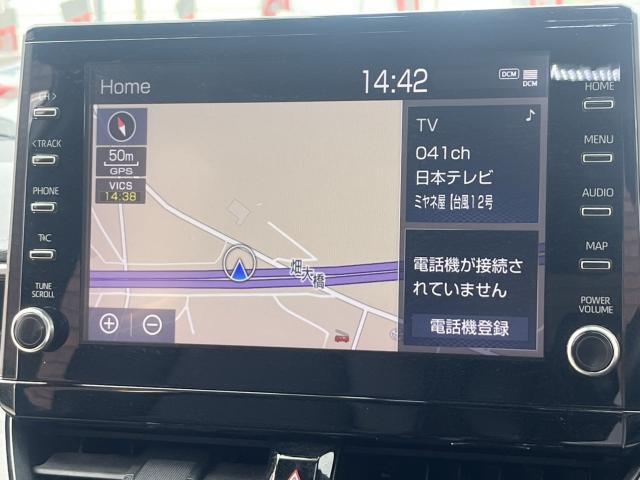 Home
14:42
DCM
DCM
CH >
< TRACK
PHONE
T/C
TUNE
SCROLL
50m
GPS
VICS
14:38
畑大橋
TV
041ch
日本テレビ
ミヤネ屋【台風12号
電話機が接続さ
れていません
電話機登録
HOME
MENU
AUDIO
MAP
POWER
VOLUME